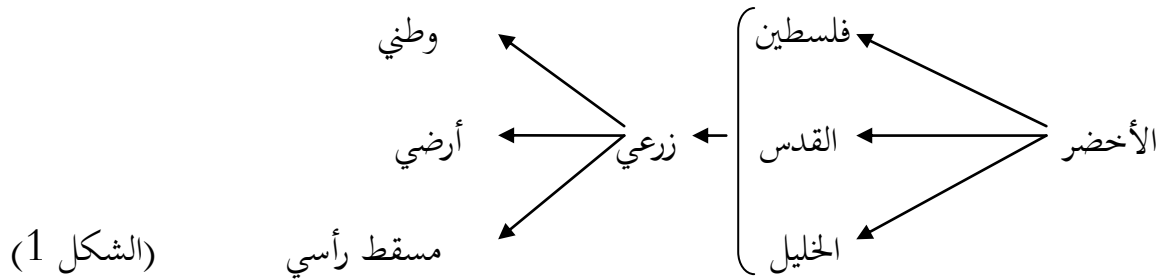 فلسطين وطني
الأخضر القدس زرعي أرضي
الخليل مسقط رأسي (الشكل 1)